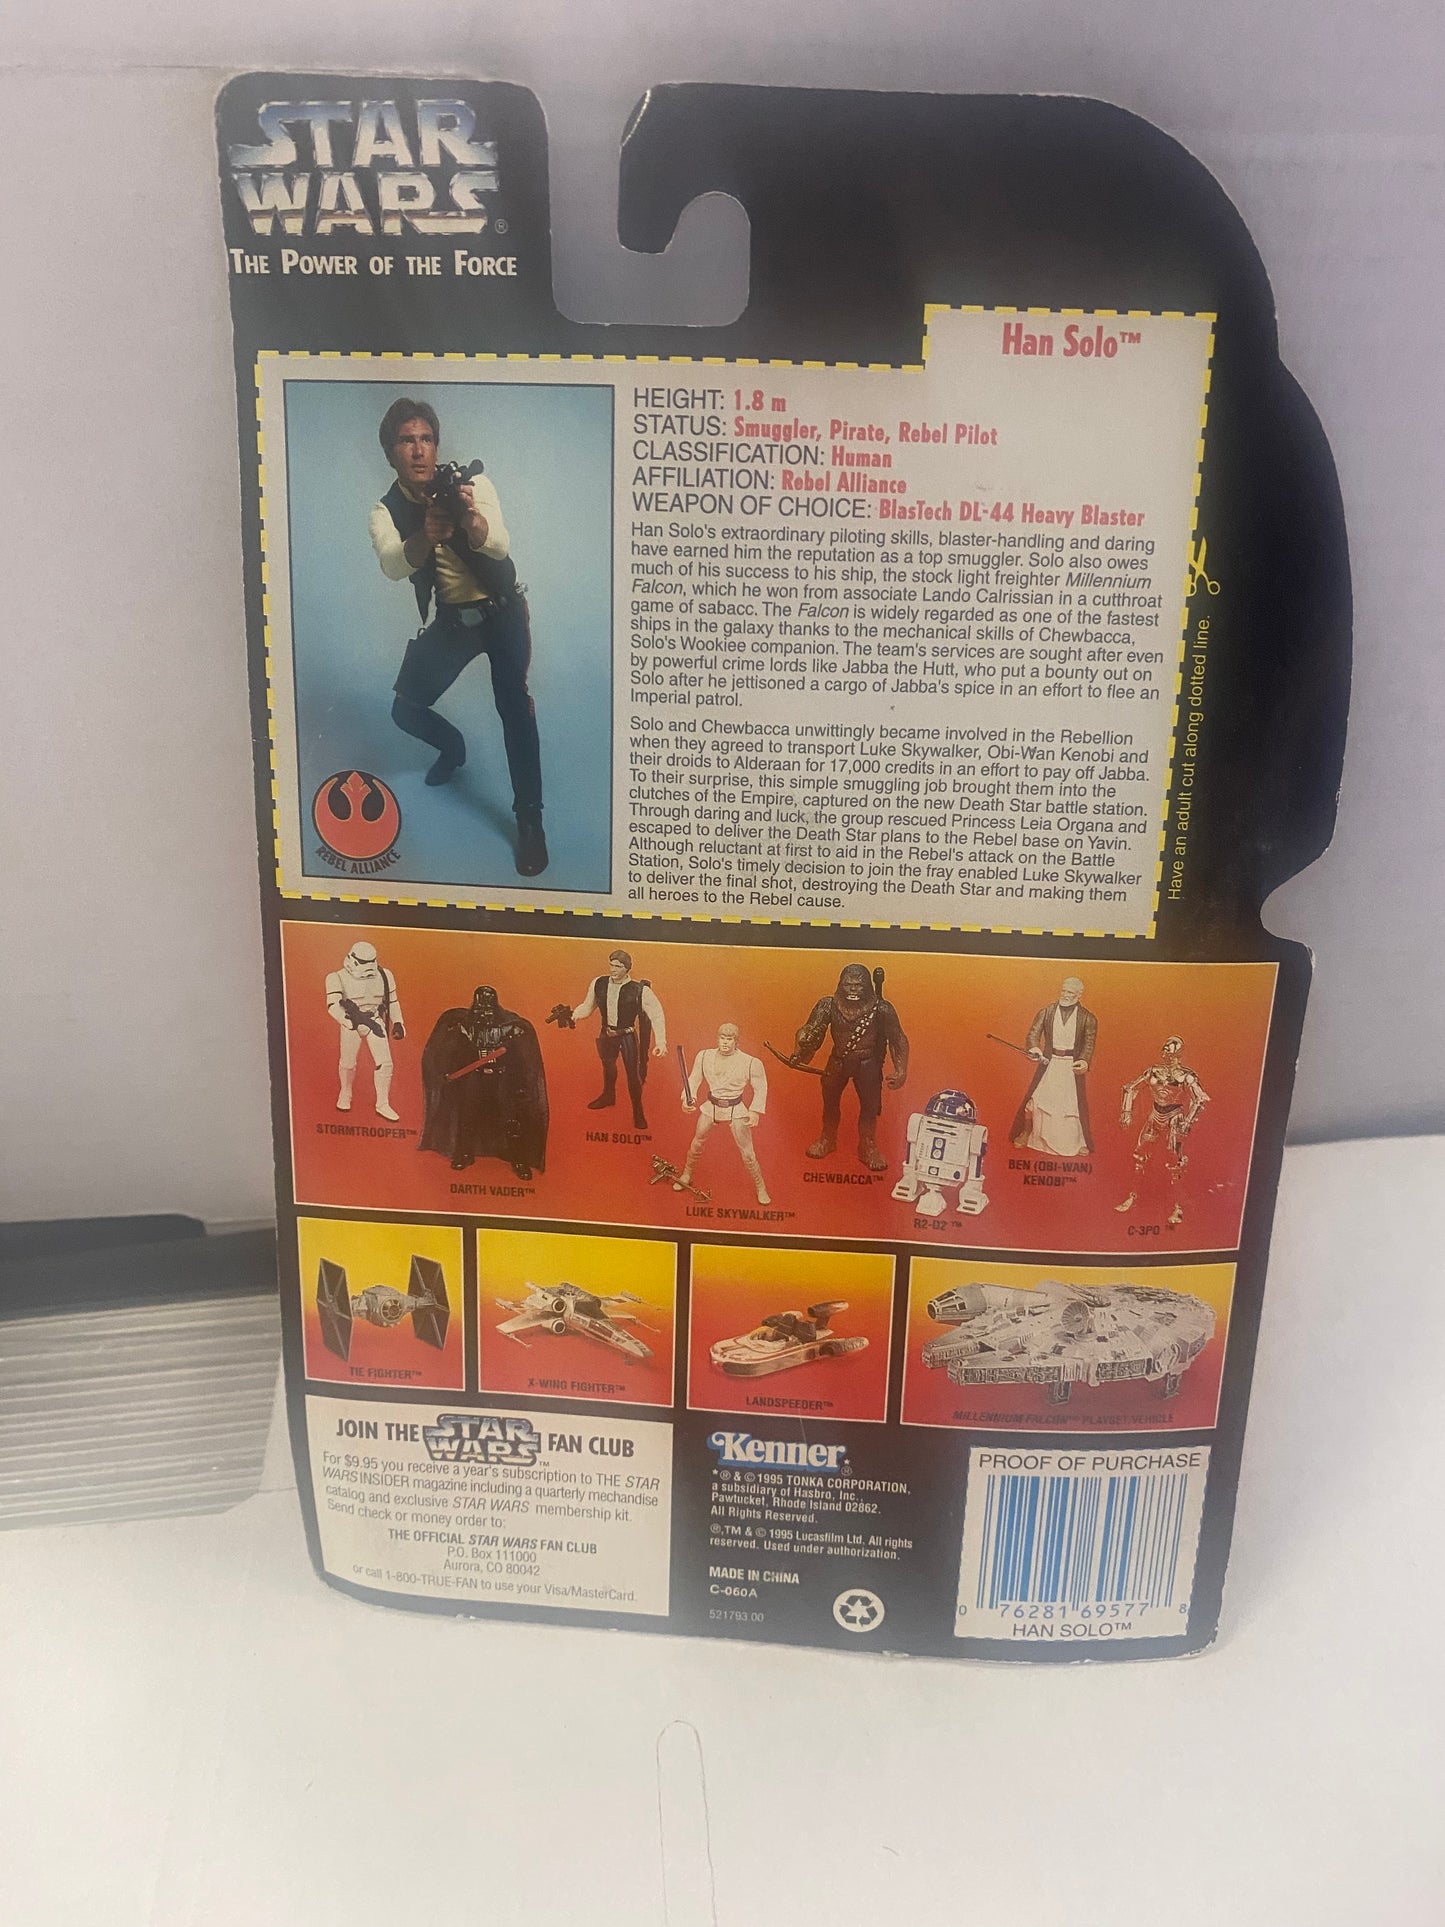 STAR
WARS®
THE POWER OF THE FORCE
Han Solo™
HEIGHT: 1.8 m
STATUS: Smuggler, Pirate, Rebel Pilot
CLASSIFICATION: Human
AFFILIATION: Rebel Alliance
WEAPON OF CHOICE: BlasTech DL-44 Heavy Blaster
Han Solo's extraordinary piloting skills, blaster-handling and daring
have earned him the reputation as a top smuggler. Solo also owes
much of his success to his ship, the stock light freighter Millennium
Falcon, which he won from associate Lando Calrissian in a cutthroat
game of sabacc. The Falcon is widely regarded as one of the fastest
ships in the galaxy thanks to the mechanical skills of Chewbacca,
Solo's Wookiee companion. The team's services are sought after even
by powerful crime lords like Jabba the Hutt, who put a bounty out on
Solo after he jettisoned a cargo of Jabba's spice in an effort to flee an
Imperial patrol.
Solo and Chewbacca unwittingly became involved in the Rebellion
when they agreed to transport Luke Skywalker, Obi-Wan Kenobi and
their droids to Alderaan for 17,000 credits in an effort to pay off Jabba.
To their surprise, this simple smuggling job brought them into the
clutches of the Empire, captured on the new Death Star battle station.
Through daring and luck, the group rescued Princess Leia Organa and
escaped to deliver the Death Star plans to the Rebel base on Yavin.
Although reluctant at first to aid in the Rebel's attack on the Battle
Station, Solo's timely decision to join the fray enabled Luke Skywalker
to deliver the final shot, destroying the Death Star and making them
all heroes to the Rebel cause.
REBEL ALLIANCE
Have an adult cut along dotted line.
STORMTROOPER™
DARTH VADER™
HAN SOLO™
LUKE SKYWALKER™
CHEWBACCA™
R2-D2™
BEN (OBI-WAN)
KENOBI™
C-3PO™
TIE FIGHTER™
X-WING FIGHTER™
LANDSPEEDER™
MILLENNIUM FALCON™ PLAYSET/VEHICLE
JOIN THE STAR WARS™ FAN CLUB
For $9.95 you receive a year's subscription to THE STAR
WARS INSIDER magazine including a quarterly mechandise
catalog and exclusive STAR WARS membership kit.
Send check or money order to:
THE OFFICIAL STAR WARS FAN CLUB
P.O. Box 111000
Aurora, CO 80042
or call 1-800-TRUE-FAN to use your Visa/MasterCard.
Kenner®
*® & © 1995 TONKA CORPORATION,
a subsidiary of Hasbro, Inc.,
Pawtucket, Rhode Island 02862.
All Rights Reserved.
®,TM & © 1995 Lucasfilm Ltd. All rights
reserved. Used under authorization.
MADE IN CHINA
C-060A
521793.00
PROOF OF PURCHASE
0 76281 69577 8
HAN SOLO™